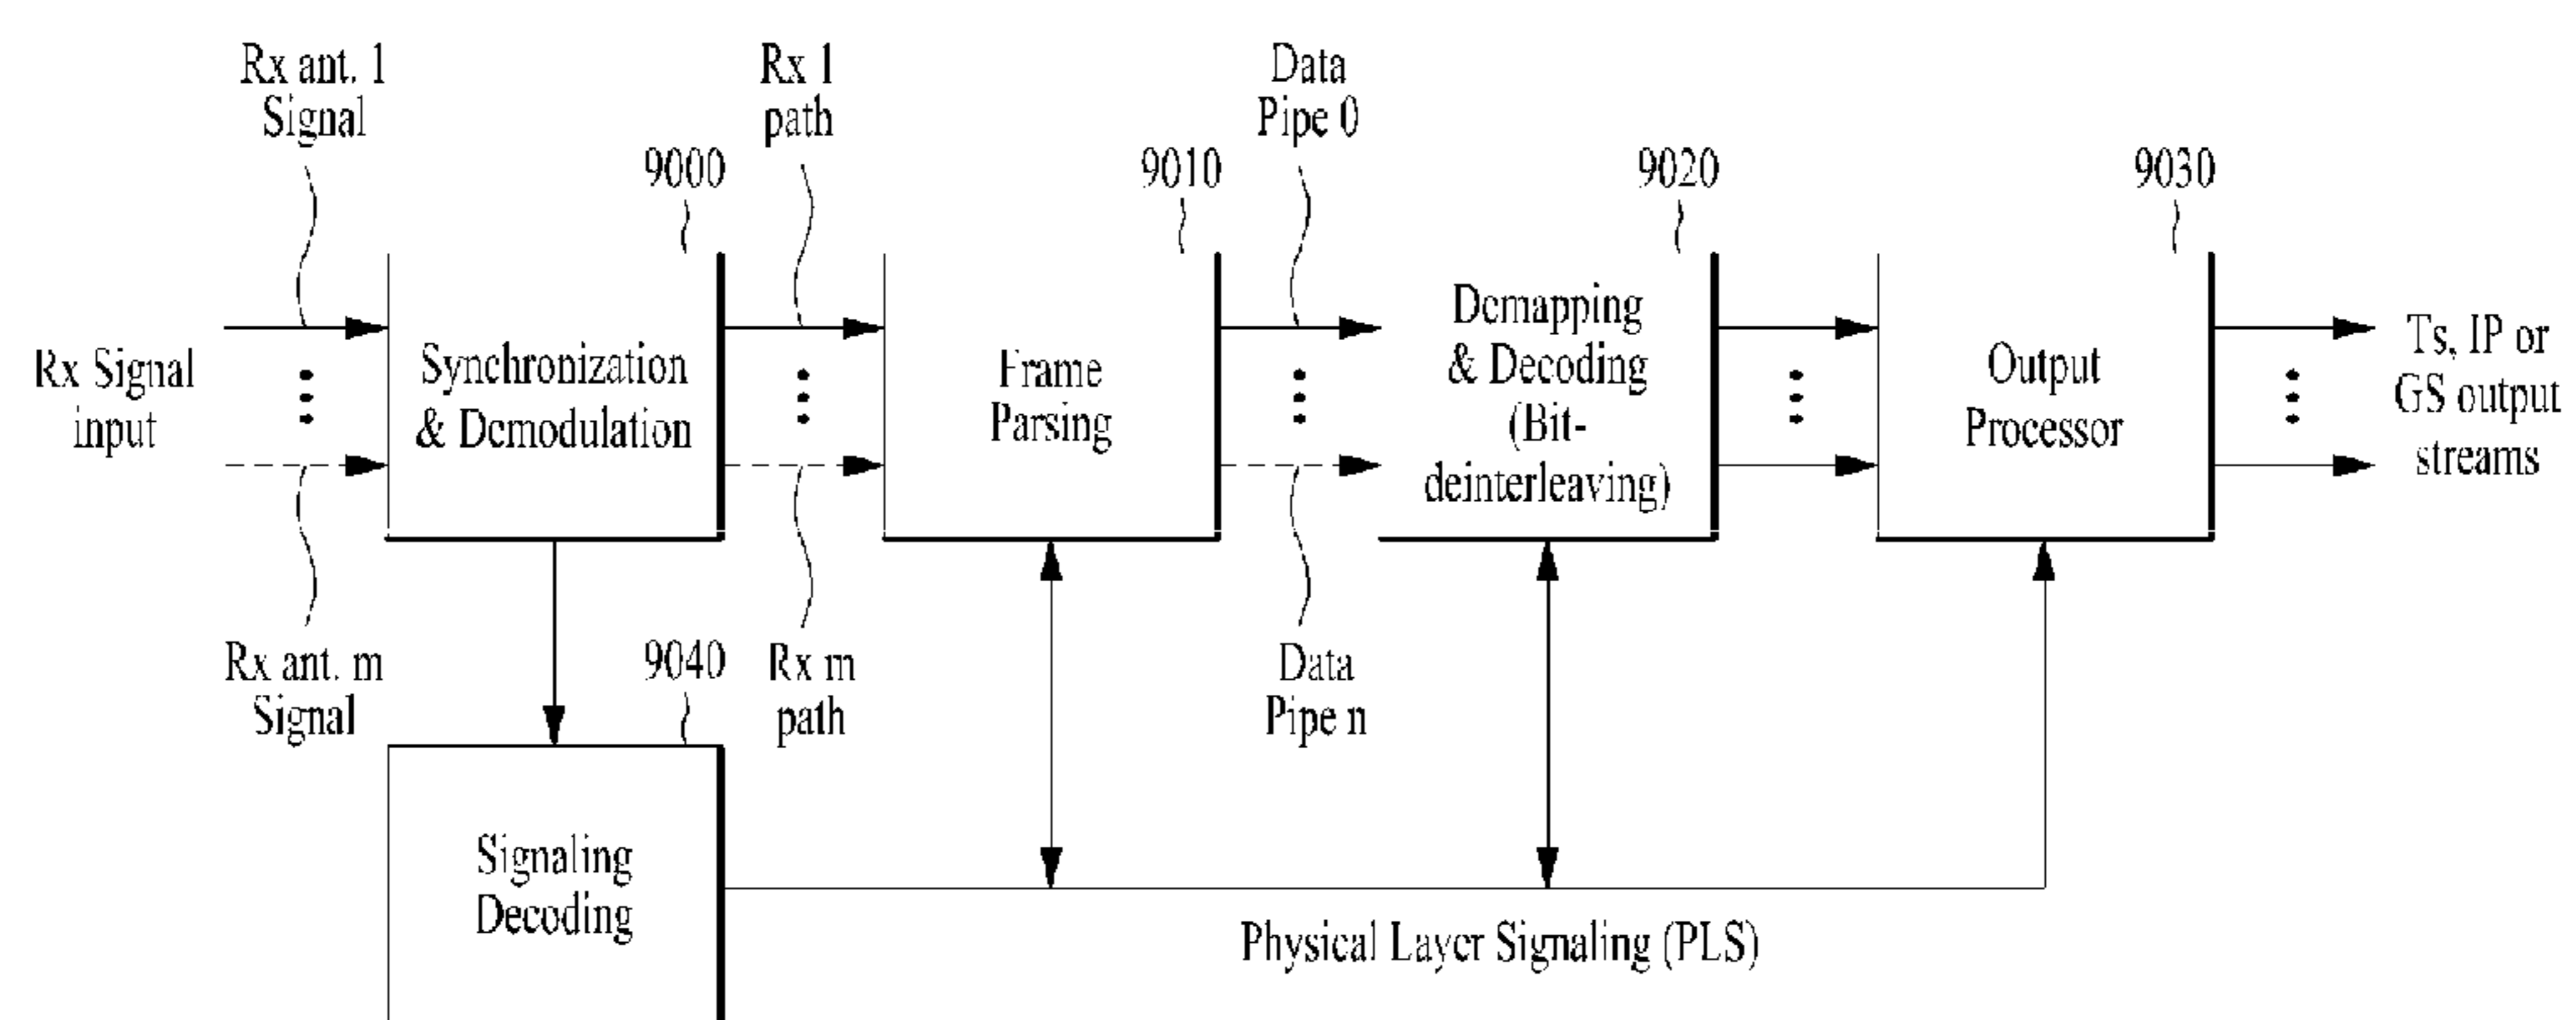 Rx ant. 1
Signal
Rx 1
path
Data
Pipe 0
9000
9010
9020
9030
Rx Signal
input
Synchronization
& Demodulation
Frame
Parsing
Demapping
& Decoding
(Bit-
deinterleaving)
Output
Processor
Ts, IP or
GS output
streams
Rx ant. m
Signal
9040
Rx m
path
Data
Pipe n
Signaling
Decoding
Physical Layer Signaling (PLS)